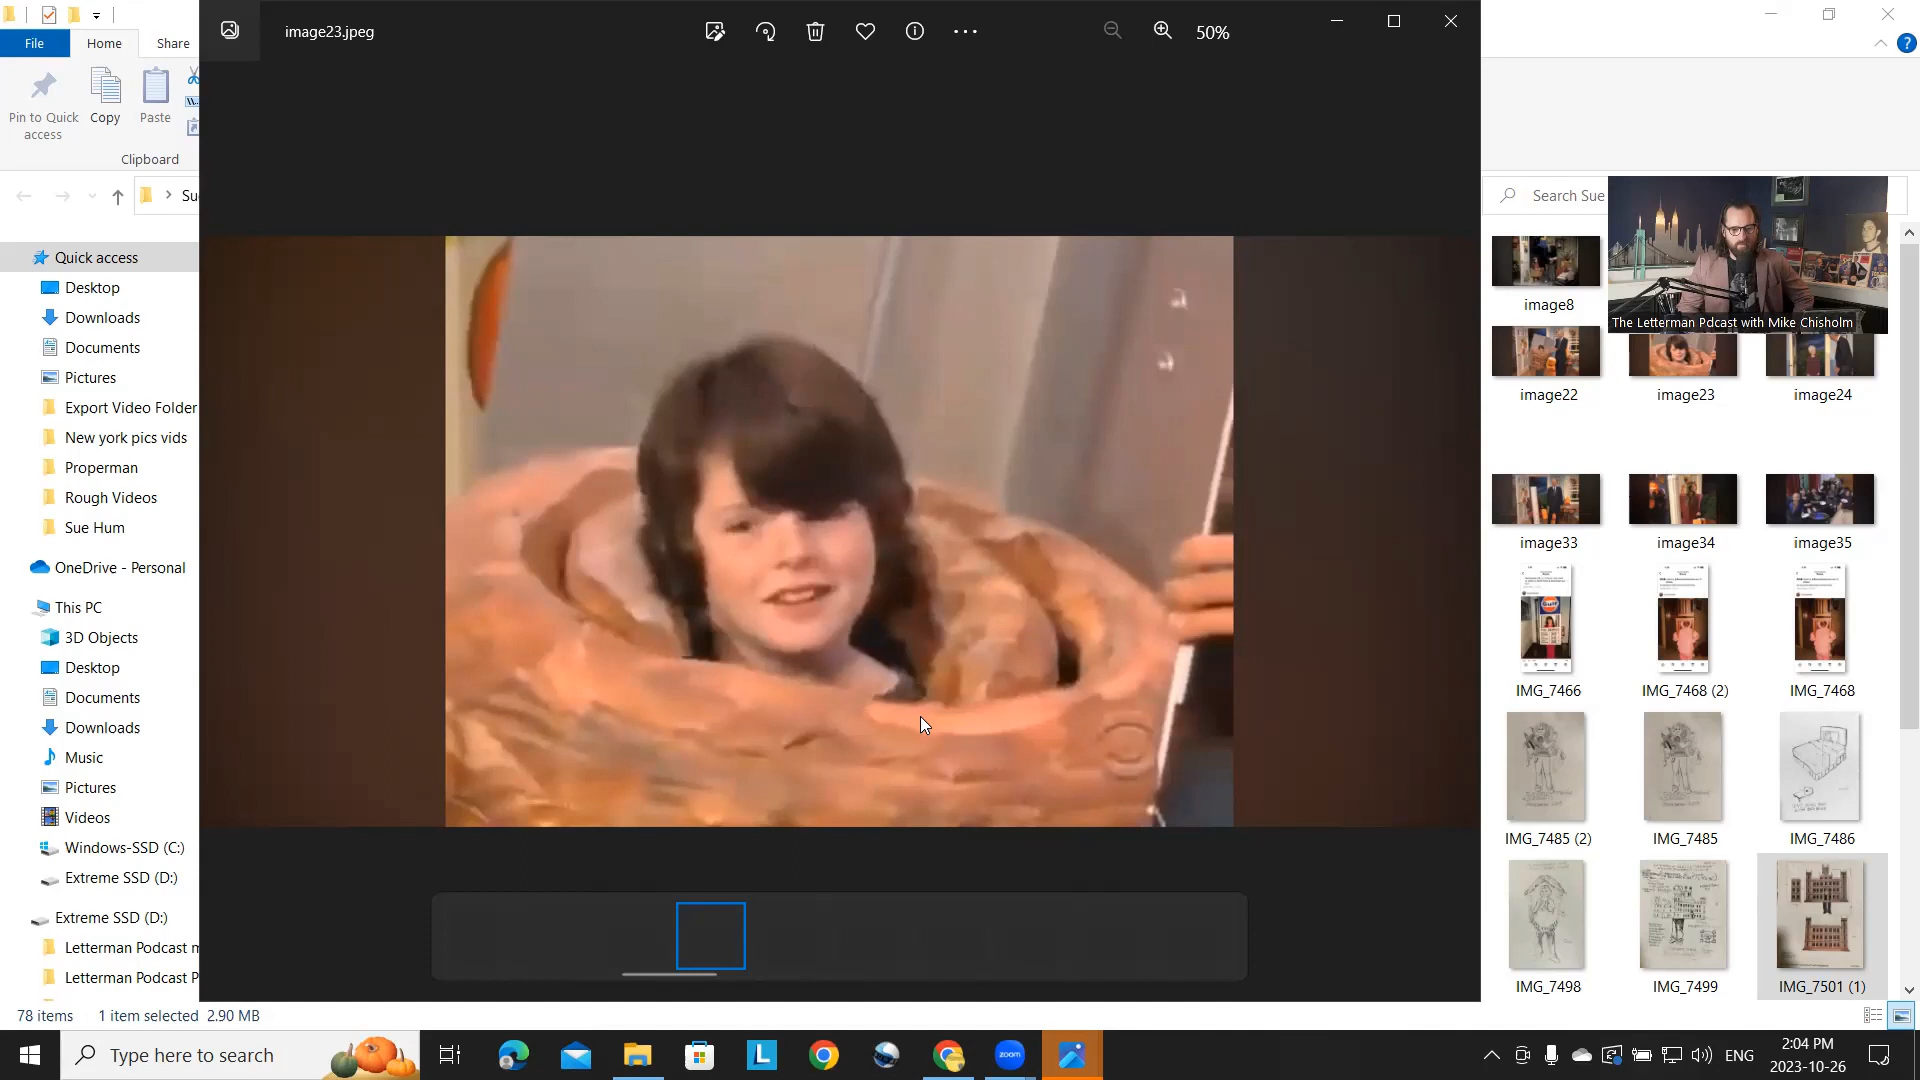 image23.jpeg
50%
File
Home
Share
Pin to Quick access
Copy
Paste
Clipboard
Su
Search Sue
Quick access
Desktop
Downloads
Documents
Pictures
Export Video Folder
New york pics vids
Properman
Rough Videos
Sue Hum
OneDrive - Personal
This PC
3D Objects
Desktop
Documents
Downloads
Music
Pictures
Videos
Windows-SSD (C:)
Extreme SSD (D:)
Extreme SSD (D:)
Letterman Podcast m
Letterman Podcast P
The Letterman Pdcast with Mike Chisholm
image8
image22
image23
image24
image33
image34
image35
Gulf
IMG_7466
IMG_7468 (2)
IMG_7468
IMG_7485 (2)
IMG_7485
IMG_7486
IMG_7498
IMG_7499
IMG_7501 (1)
78 items
1 item selected
2.90 MB
Type here to search
L
zoom
ENG
2:04 PM
2023-10-26